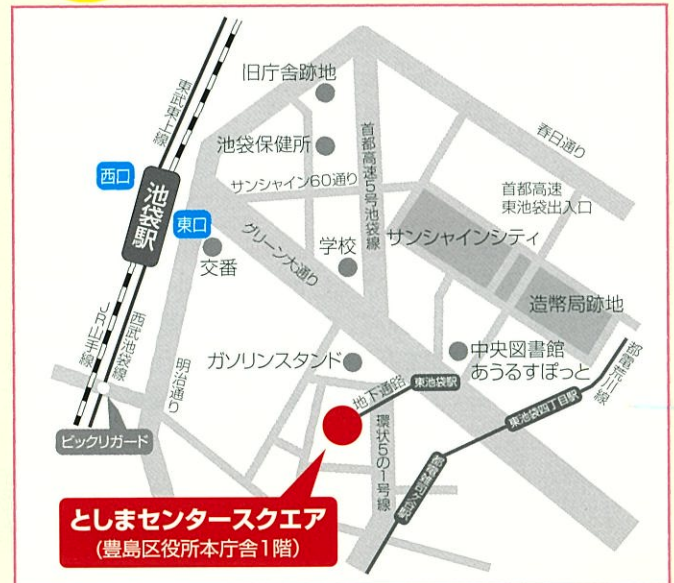 旧庁舎跡地
東武東上線
池袋保健所
首都高速5号池袋線
春日通り
西口
池袋駅
サンシャイン60通り
首都高速
東池袋出入口
東口
グリーン大通り
サンシャインシティ
交番
学校
造幣局跡地
JR山手線
西武池袋線
明治通り
ガソリンスタンド
中央図書館
あうるすぽっと
都電荒川線
地下通路
東池袋駅
東池袋四丁目駅
ビックリガード
環状5の1号線
都電雑司ヶ谷駅
としまセンタースクエア
(豊島区役所本庁舎1階)